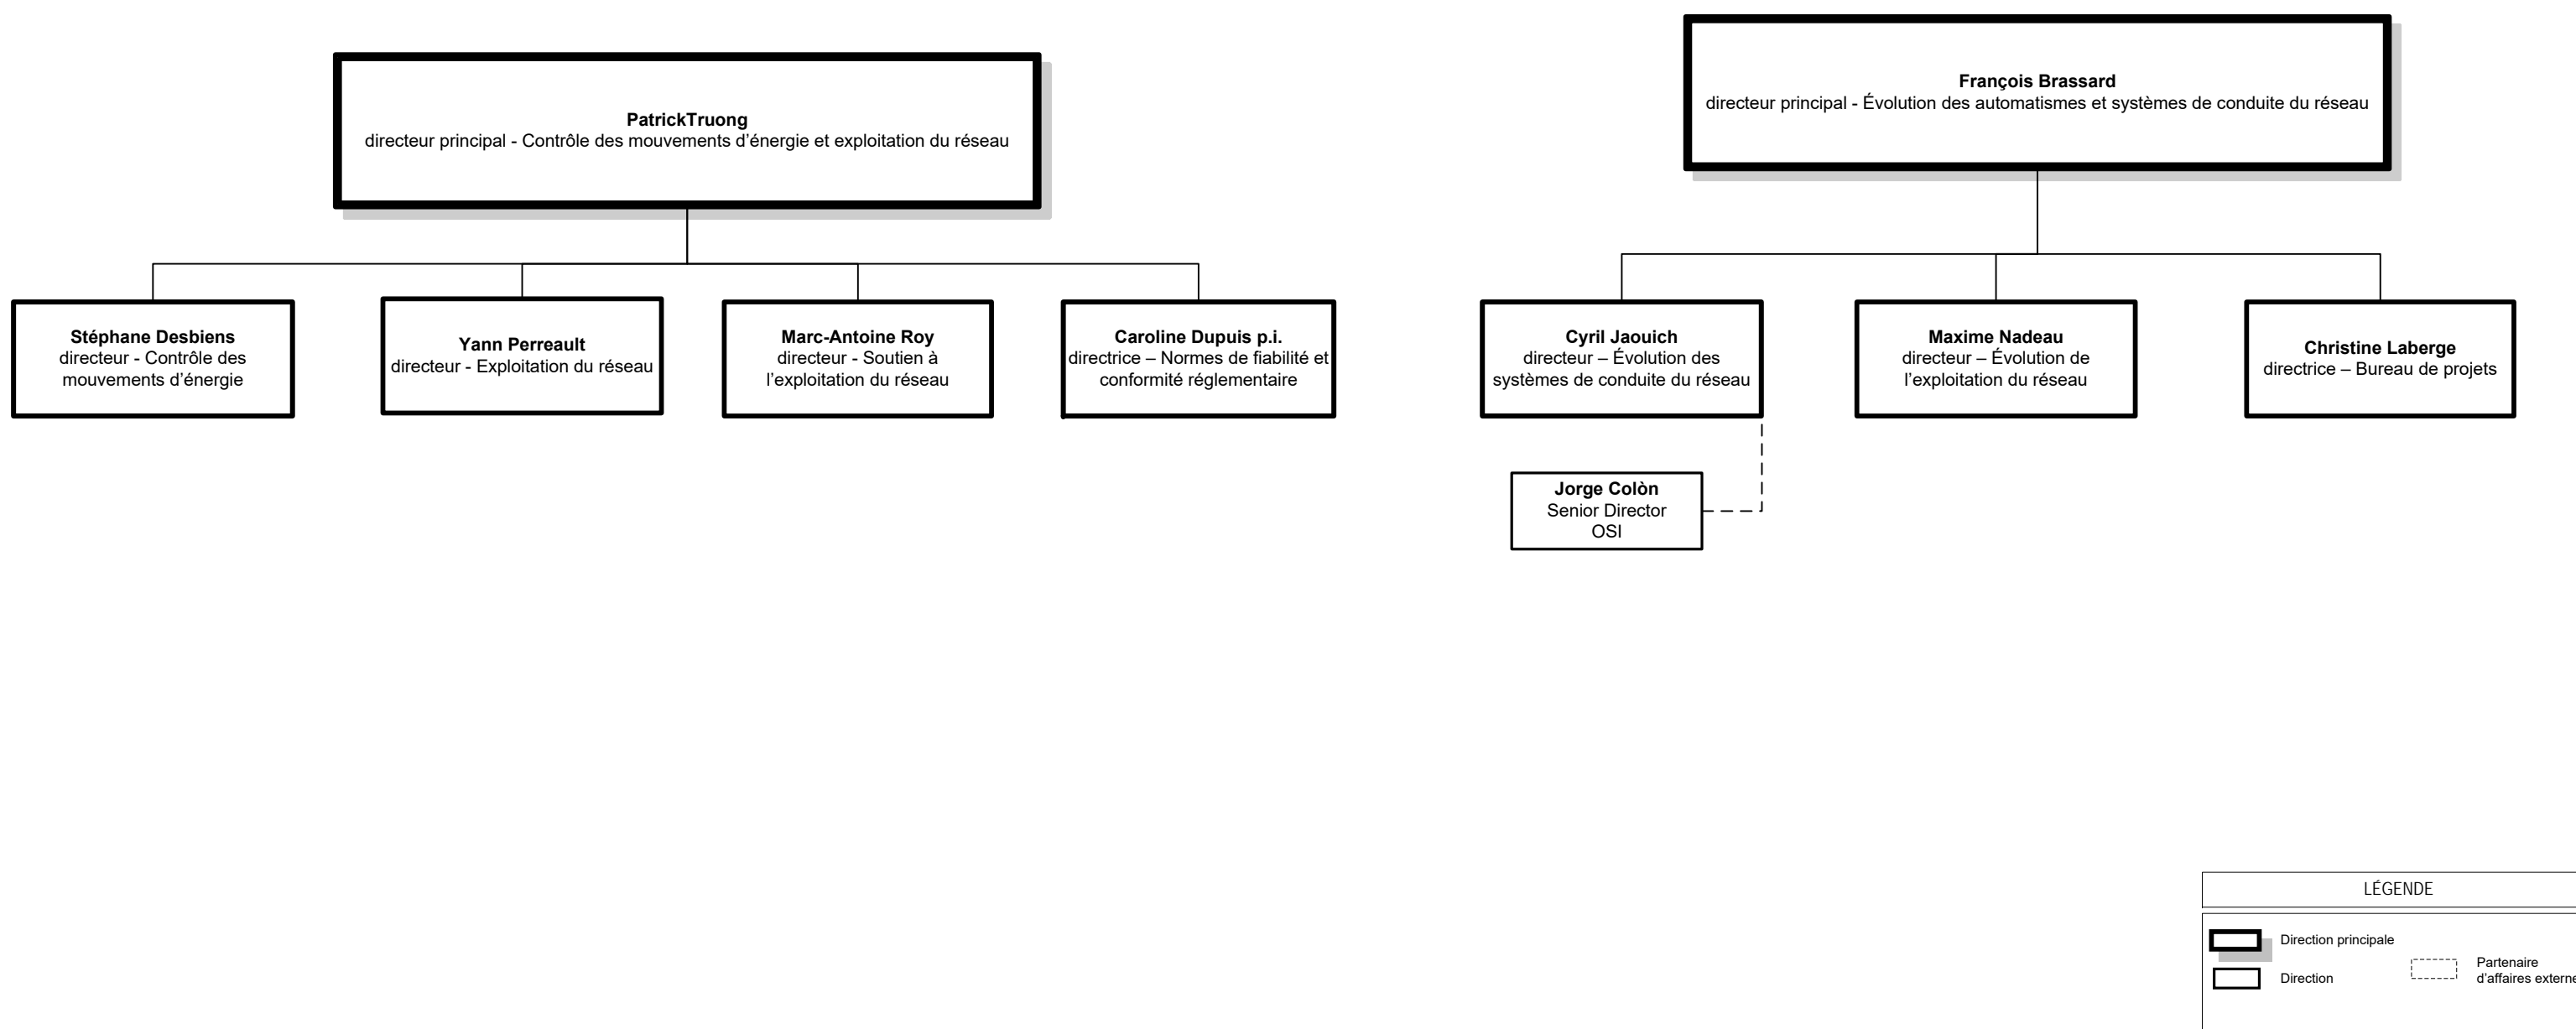 PatrickTruong
directeur principal - Contrôle des mouvements d’énergie et exploitation du réseau
Stéphane Desbiens
directeur - Contrôle des
mouvements d’énergie
Yann Perreault
directeur - Exploitation du réseau
Marc-Antoine Roy
directeur - Soutien à
l’exploitation du réseau
Caroline Dupuis p.i.
directrice – Normes de fiabilité et
conformité réglementaire
François Brassard
directeur principal - Évolution des automatismes et systèmes de conduite du réseau
Cyril Jaouich
directeur – Évolution des
systèmes de conduite du réseau
Maxime Nadeau
directeur – Évolution de
l’exploitation du réseau
Christine Laberge
directrice – Bureau de projets
Jorge Colòn
Senior Director
OSI
LÉGENDE
Direction principale
Direction
Partenaire
d’affaires externe